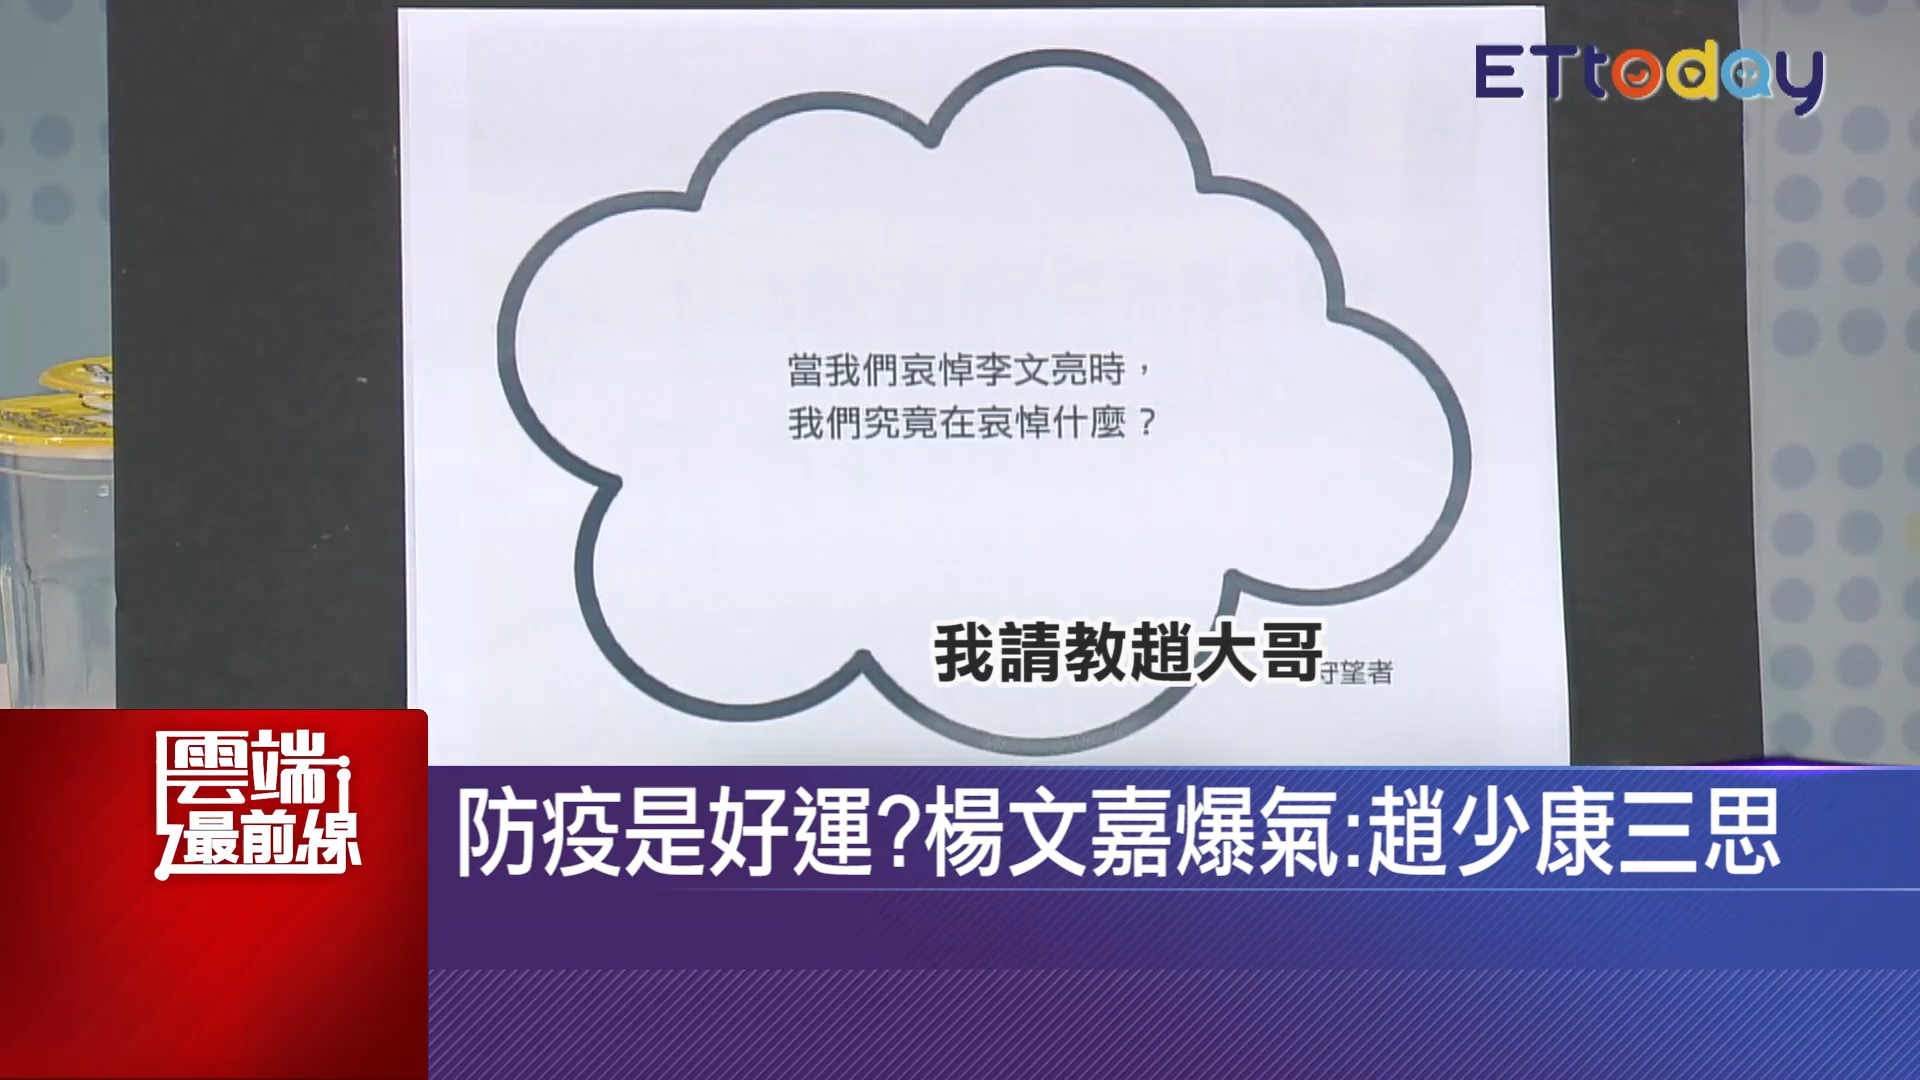 ETtoday
當我們哀悼李文亮時，
我們究竟在哀悼什麼？
我請教趙大哥
守望者
雲端
最前線
防疫是好運?楊文嘉爆氣:趙少康三思